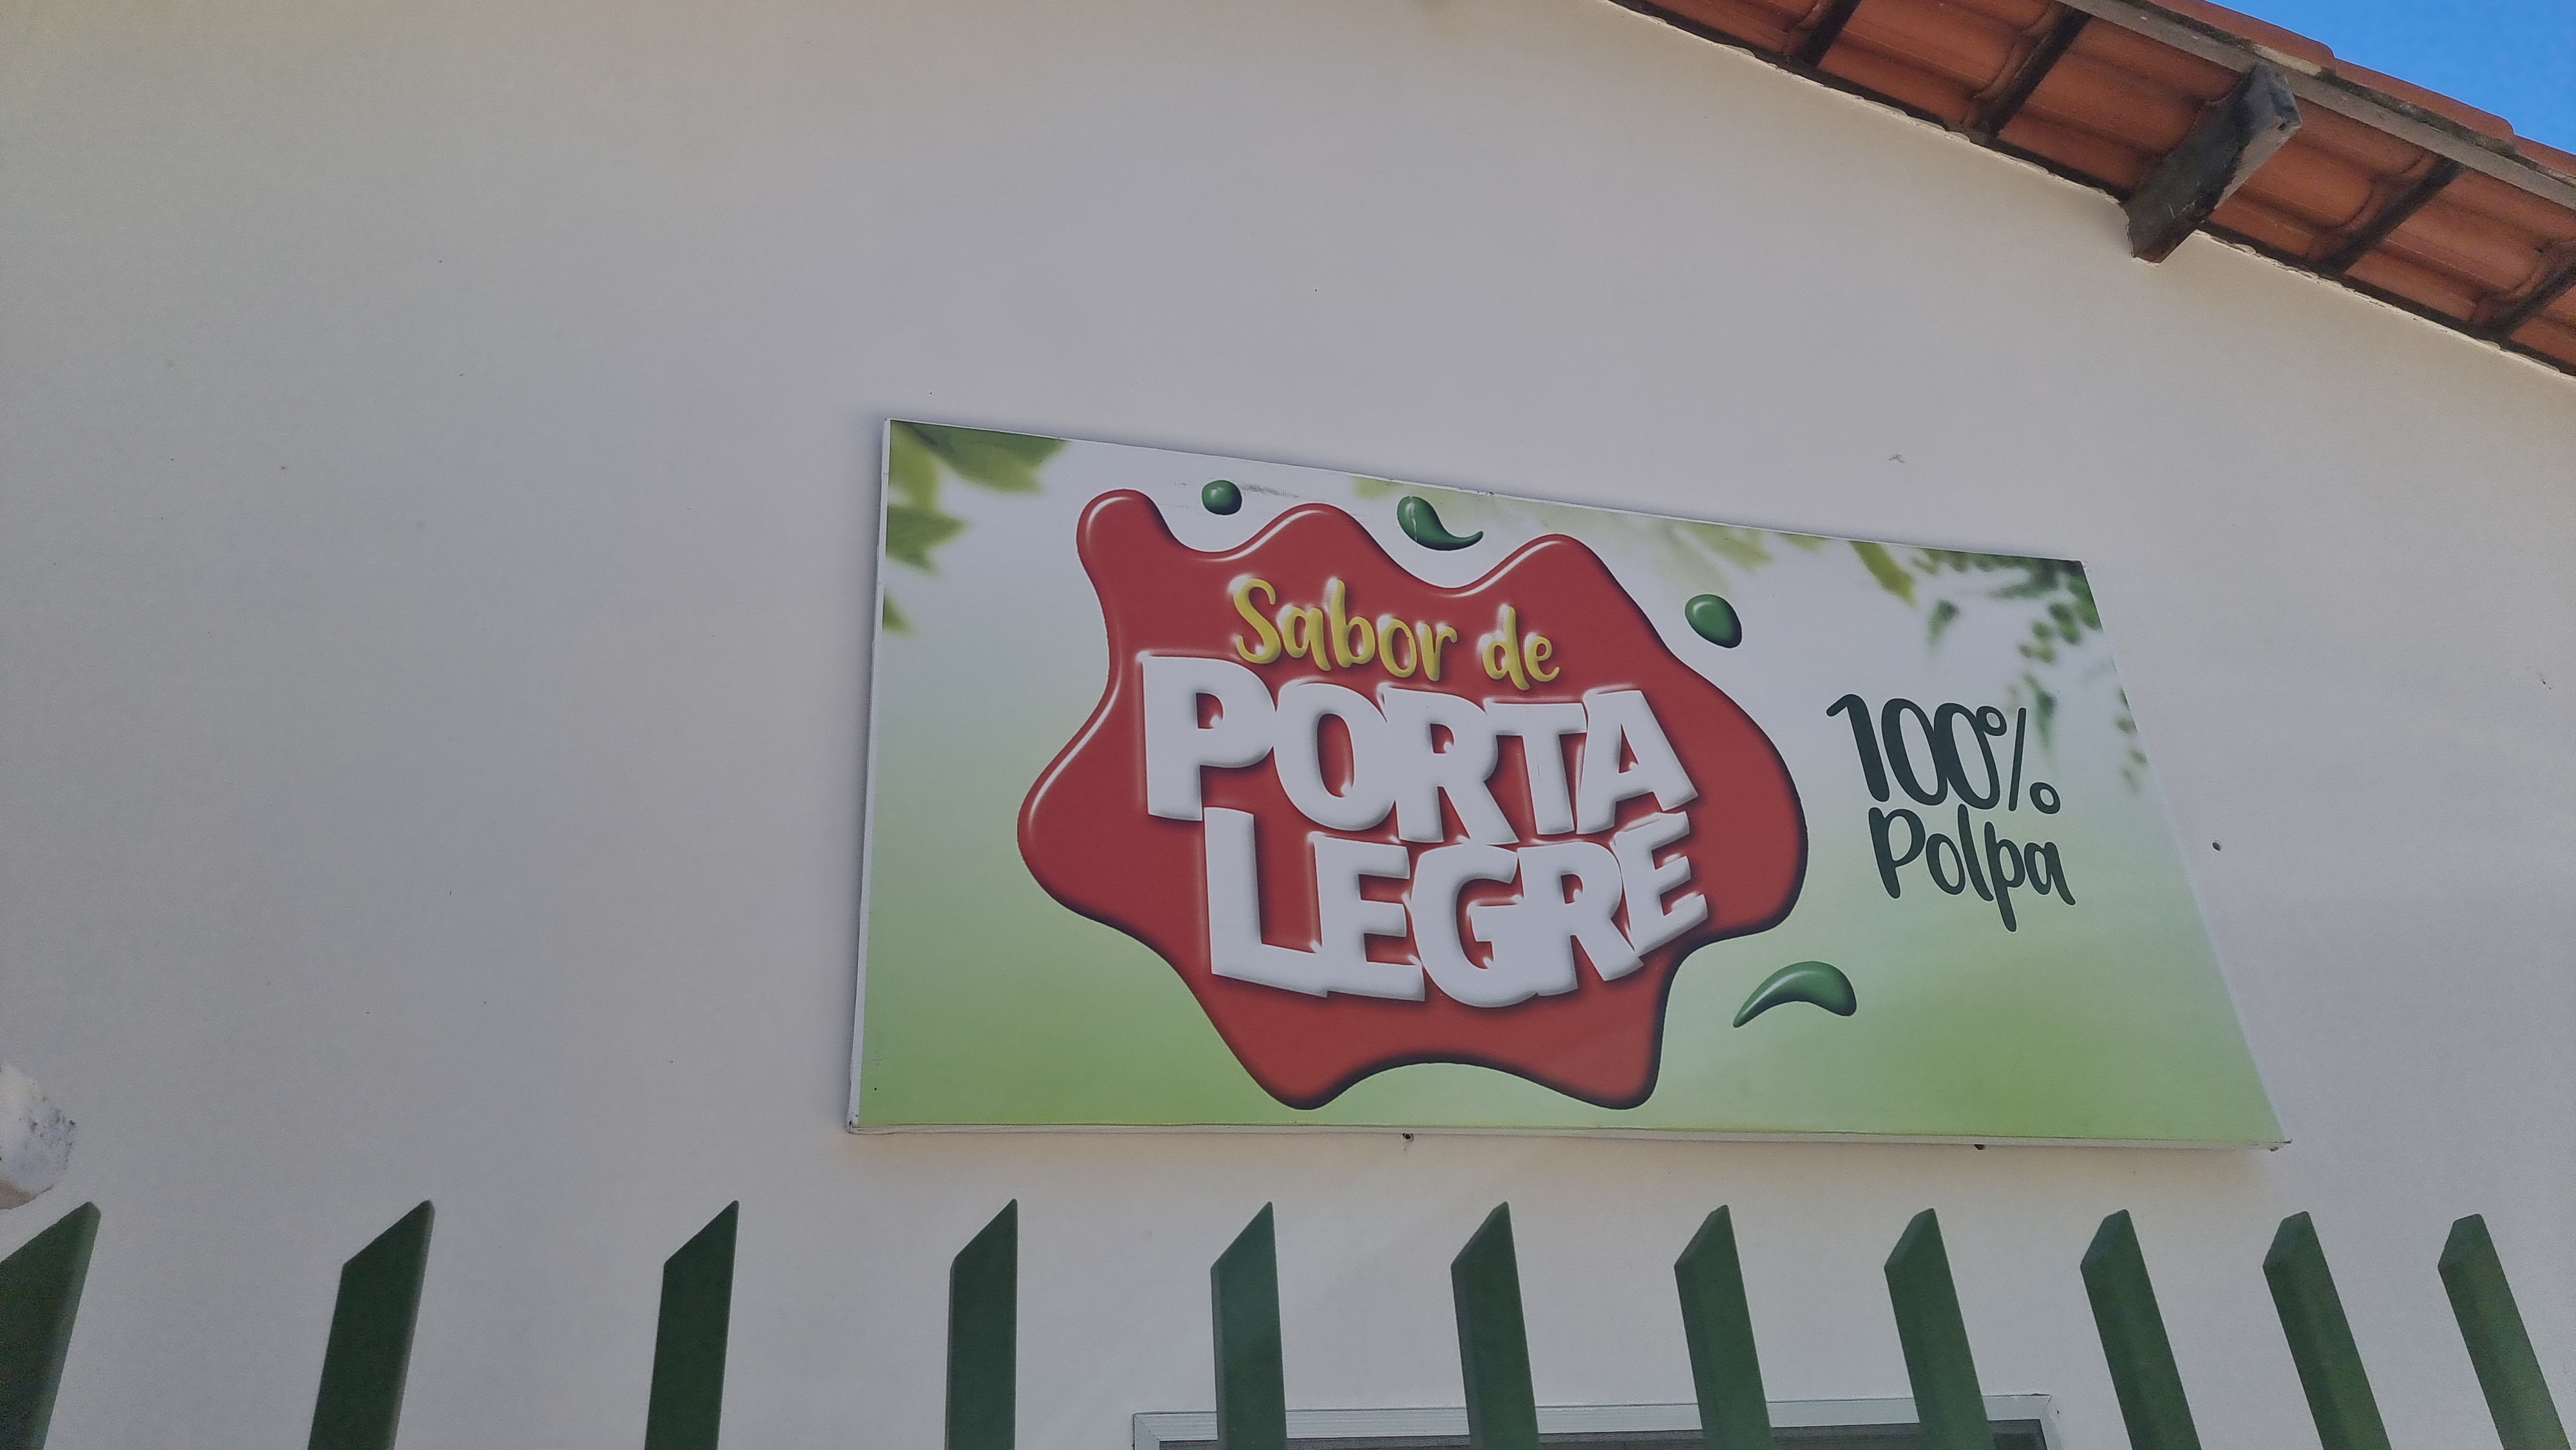 Sabor de
PORTA
LEGRE
100%
Polpa